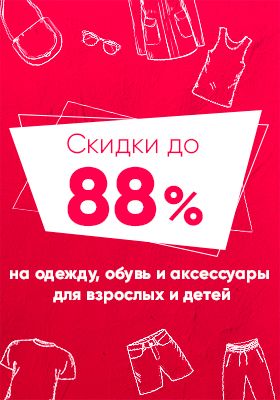 Скидки до
88%
на одежду, обувь и аксессуары
для взрослых и детей